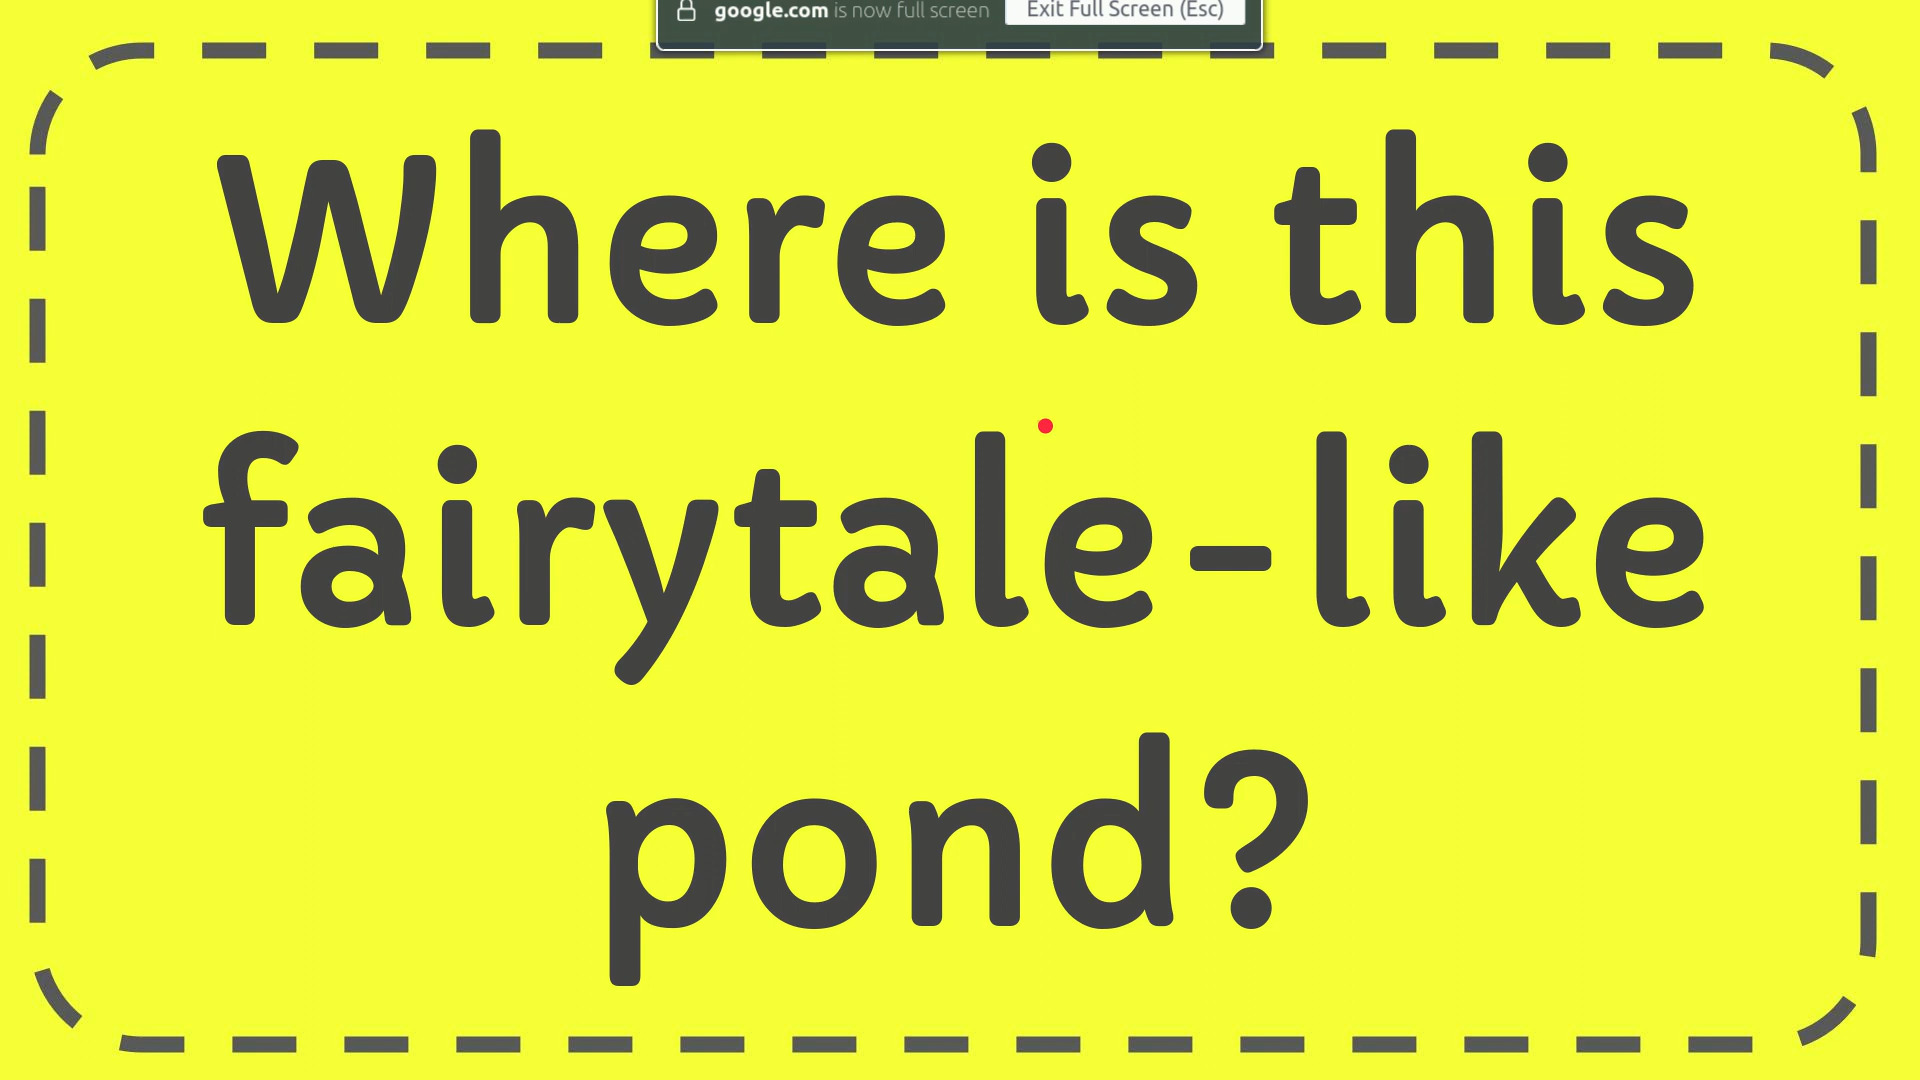 google.com is now full screen Exit Full Screen (Esc)
Where is this
fairytale-like
pond?